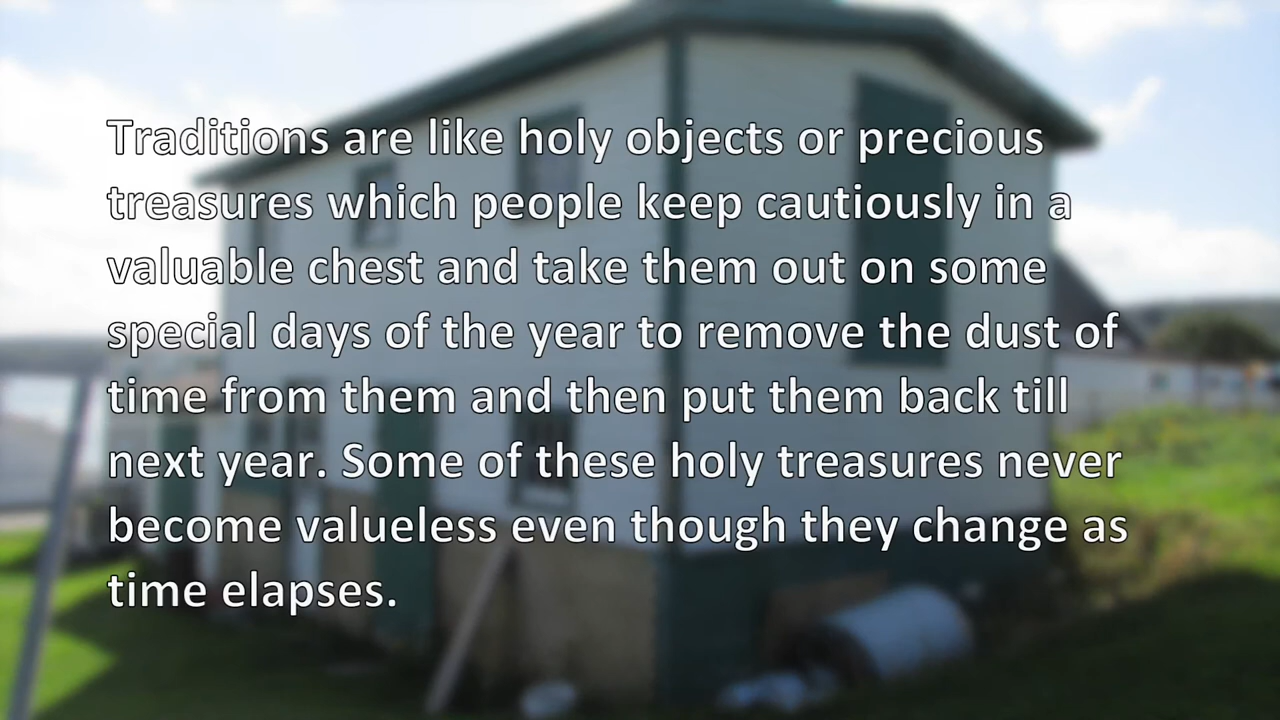 Traditions are like holy objects or precious
treasures which people keep cautiously in a
valuable chest and take them out on some
special days of the year to remove the dust of
time from them and then put them back till
next year. Some of these holy treasures never
become valueless even though they change as
time elapses.